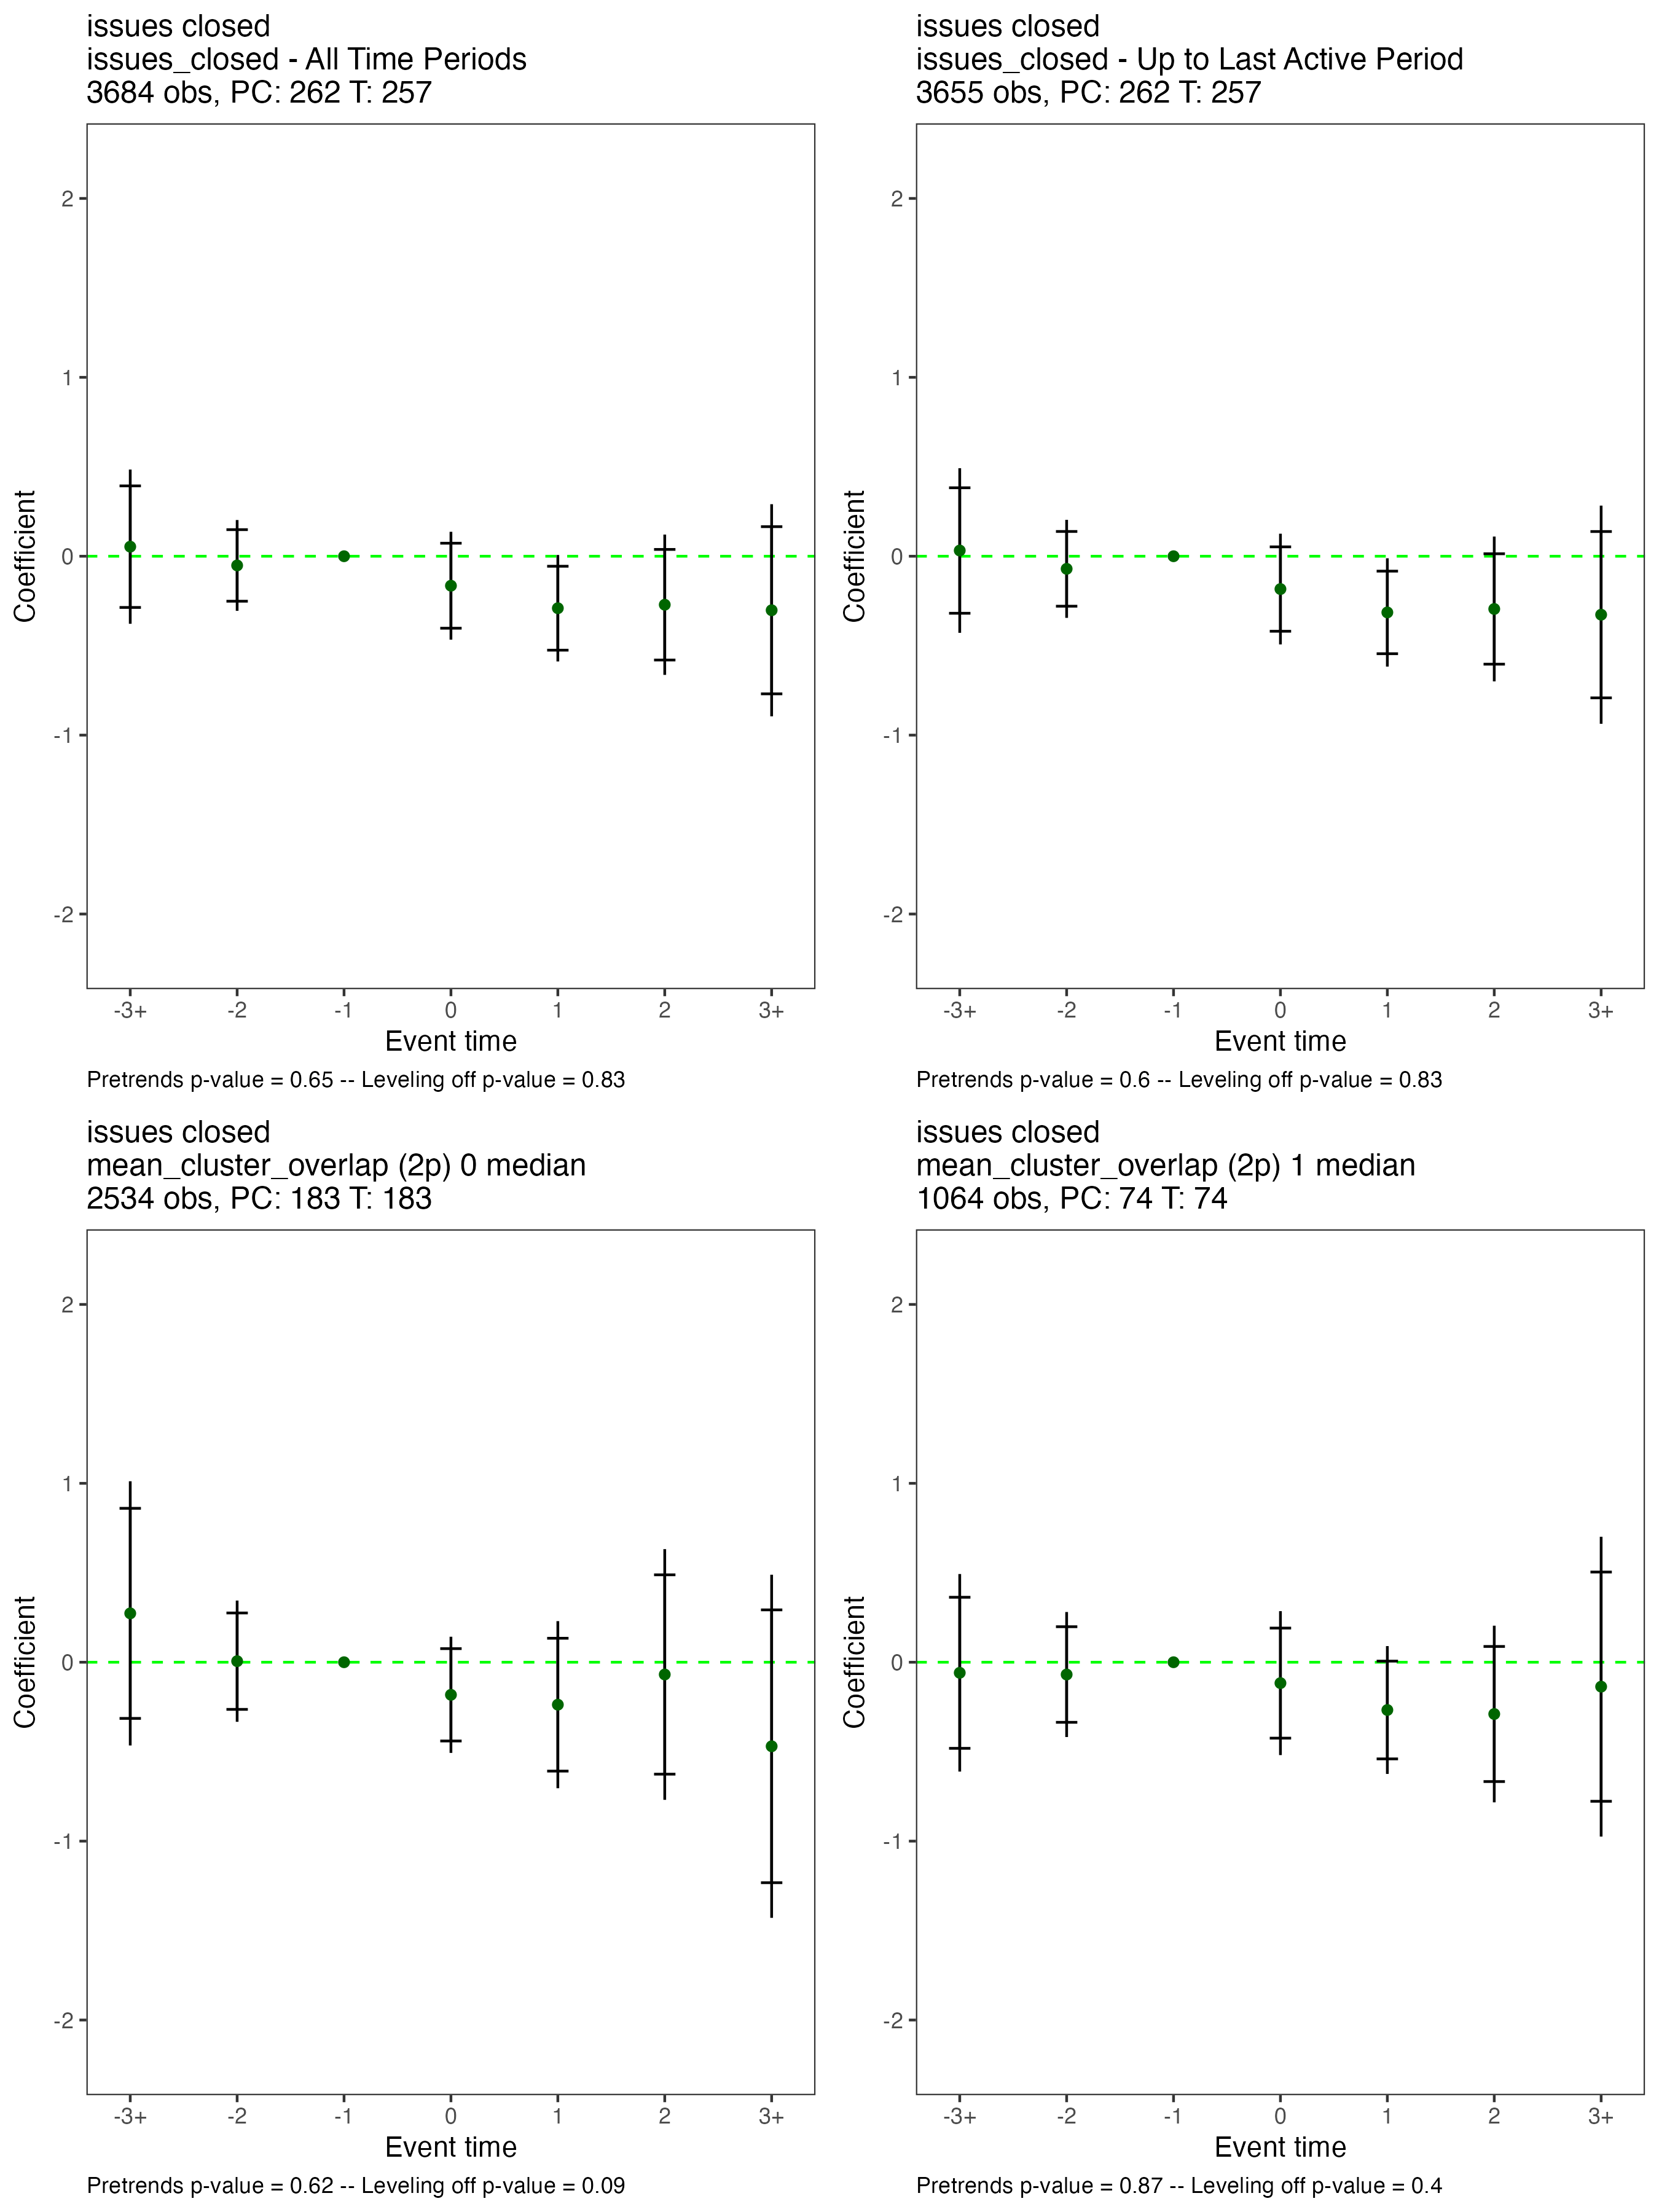 issues closed
issues_closed - All Time Periods
3684 obs, PC: 262 T: 257
2
1
0
-1
-2
Coefficient
-3+ -2 -1 0 1 2 3+
Event time
Pretrends p-value = 0.65 -- Leveling off p-value = 0.83
issues closed
issues_closed - Up to Last Active Period
3655 obs, PC: 262 T: 257
2
1
0
-1
-2
Coefficient
-3+ -2 -1 0 1 2 3+
Event time
Pretrends p-value = 0.6 -- Leveling off p-value = 0.83
issues closed
mean_cluster_overlap (2p) 0 median
2534 obs, PC: 183 T: 183
2
1
0
-1
-2
Coefficient
-3+ -2 -1 0 1 2 3+
Event time
Pretrends p-value = 0.62 -- Leveling off p-value = 0.09
issues closed
mean_cluster_overlap (2p) 1 median
1064 obs, PC: 74 T: 74
2
1
0
-1
-2
Coefficient
-3+ -2 -1 0 1 2 3+
Event time
Pretrends p-value = 0.87 -- Leveling off p-value = 0.4